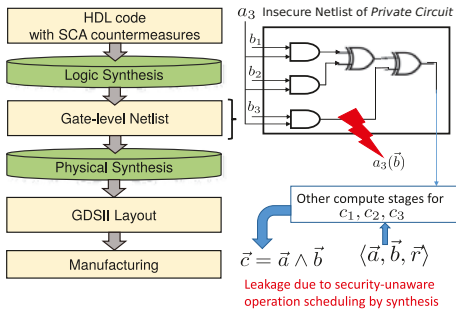 HDL code
with SCA countermeasures
Logic Synthesis
Gate-level Netlist
Physical Synthesis
GDSII Layout
Manufacturing
a₃ Insecure Netlist of Private Circuit
b₁
b₂
b₃
a₃(b⃗)
Other compute stages for
c₁, c₂, c₃
c⃗ = a⃗ ∧ b⃗
⟨a⃗, b⃗, r⃗⟩
Leakage due to security-unaware
operation scheduling by synthesis